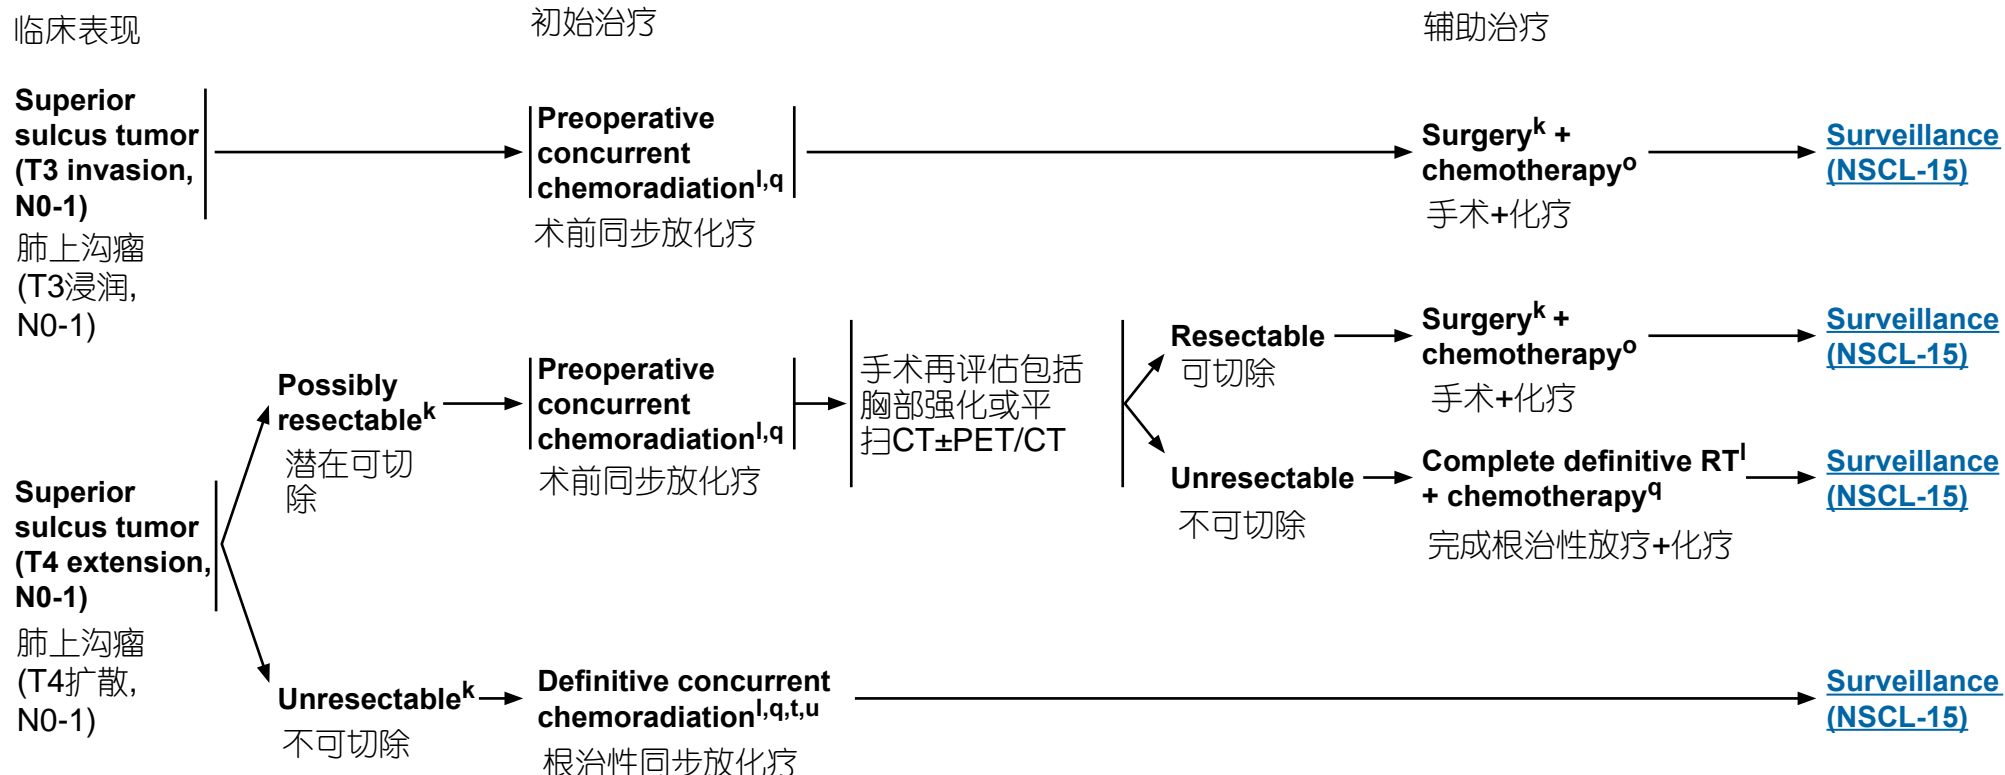 临床表现
初始治疗
辅助治疗
Superior
sulcus tumor
(T3 invasion,
N0-1)
肺上沟瘤
(T3浸润,
N0-1)
Preoperative
concurrent
chemoradiationl,q
术前同步放化疗
Surgeryk +
chemotherapyo
手术+化疗
Surveillance
(NSCL-15)
Superior
sulcus tumor
(T4 extension,
N0-1)
肺上沟瘤
(T4扩散,
N0-1)
Possibly
resectablek
潜在可切
除
Preoperative
concurrent
chemoradiationl,q
术前同步放化疗
手术再评估包括
胸部强化或平
扫CT±PET/CT
Resectable
可切除
Surgeryk +
chemotherapyo
手术+化疗
Surveillance
(NSCL-15)
Unresectable
不可切除
Complete definitive RTl
+ chemotherapyq
完成根治性放疗+化疗
Surveillance
(NSCL-15)
Unresectablek
不可切除
Definitive concurrent
chemoradiationl,q,t,u
根治性同步放化疗
Surveillance
(NSCL-15)